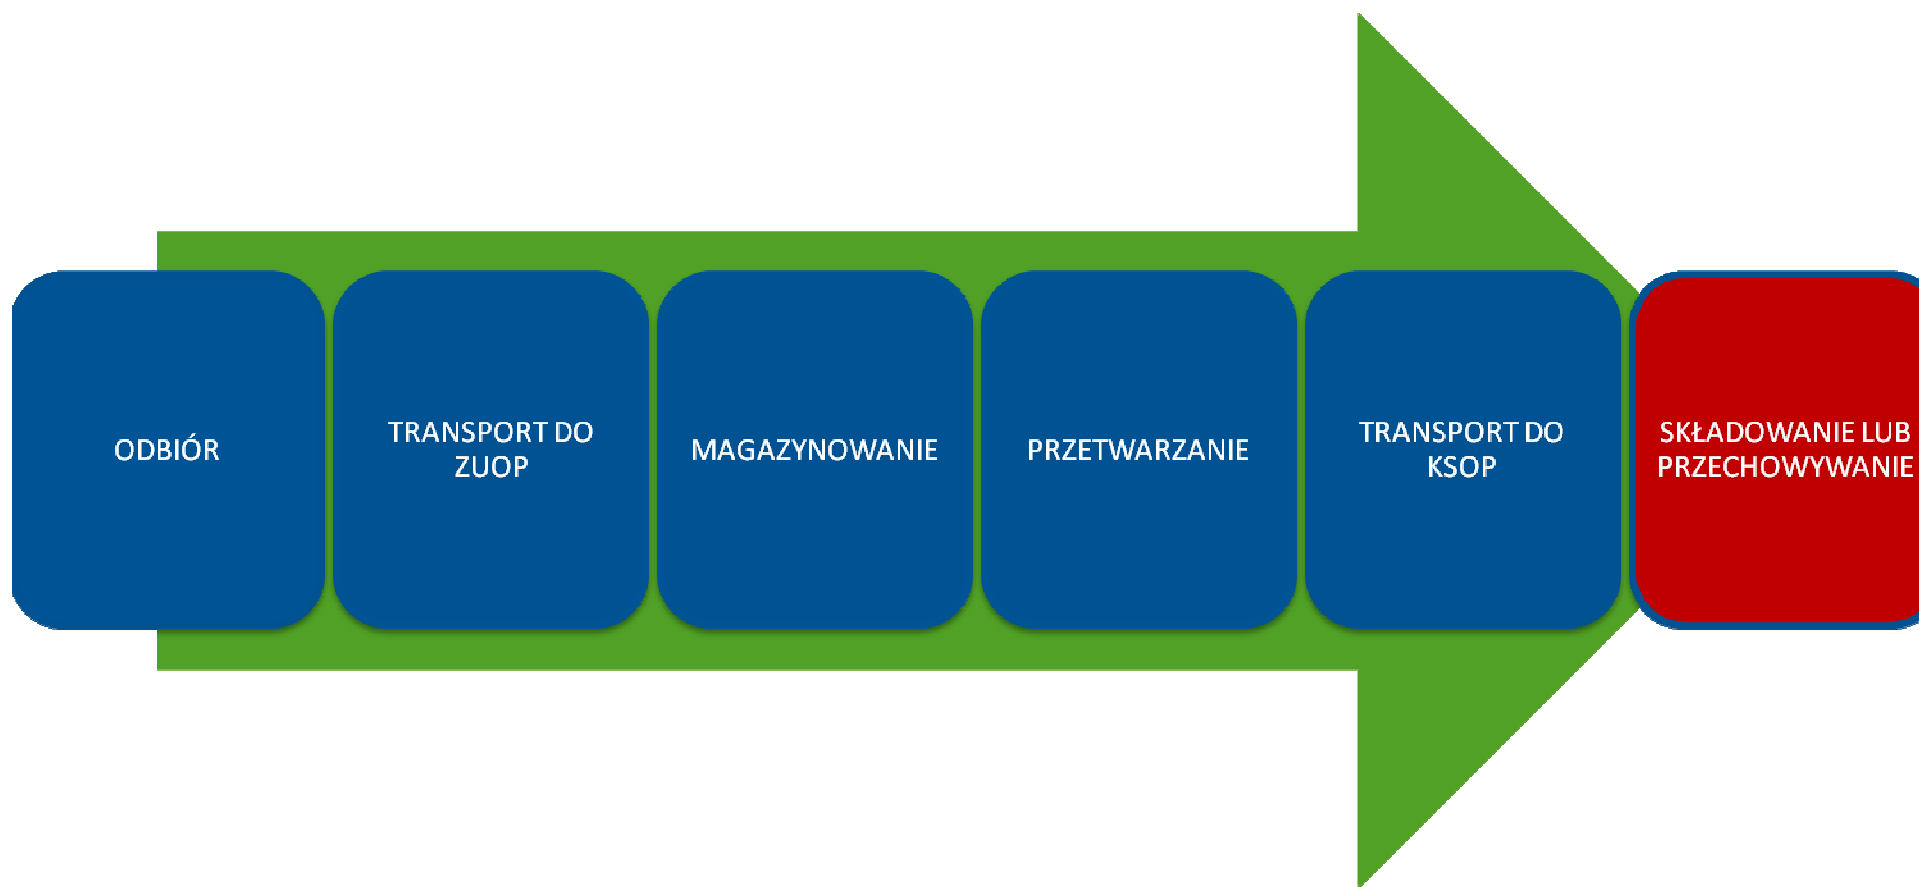 ODBIÓR
TRANSPORT DO
ZUOP
MAGAZYNOWANIE
PRZETWARZANIE
TRANSPORT DO
KSOP
SKŁADOWANIE LUB
PRZECHOWYWANIE